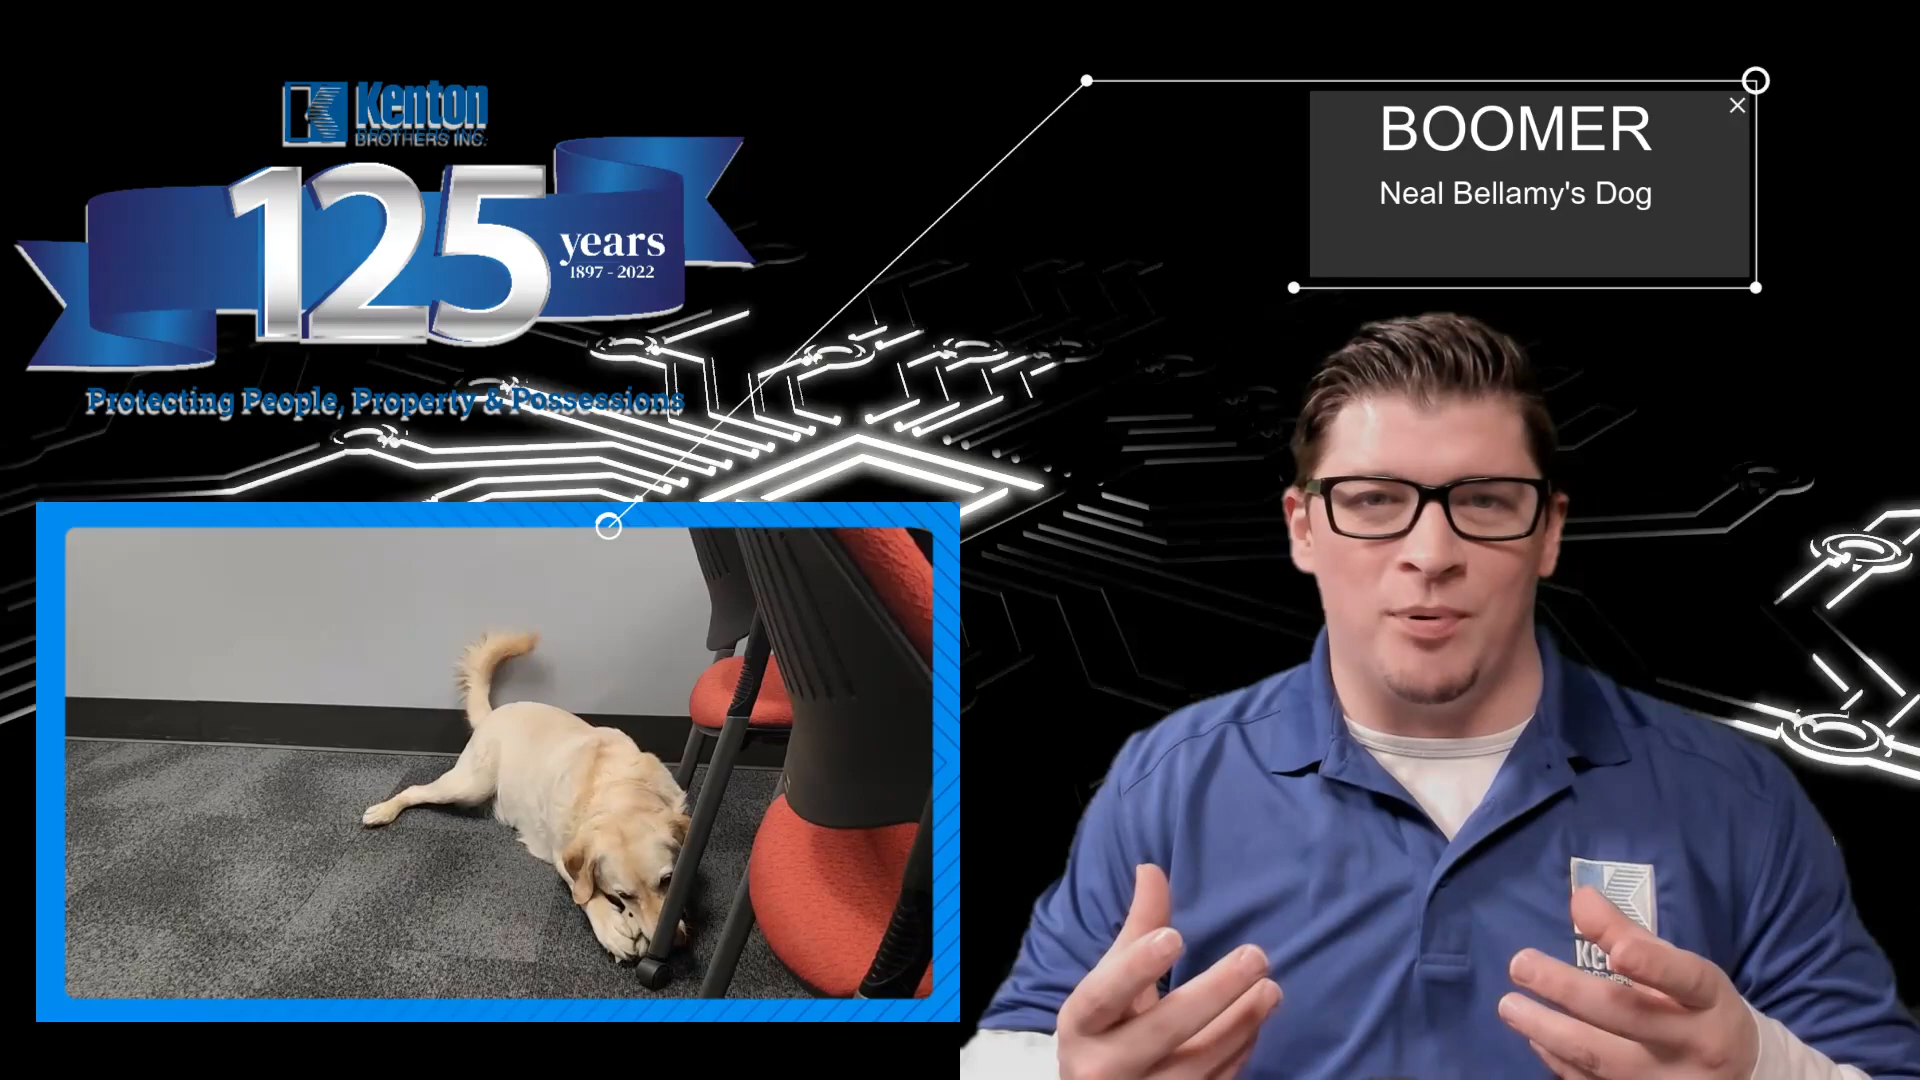 Kenton
BROTHERS INC.
125
years
1897 - 2022
Protecting People, Property & Possessions
BOOMER
Neal Bellamy's Dog